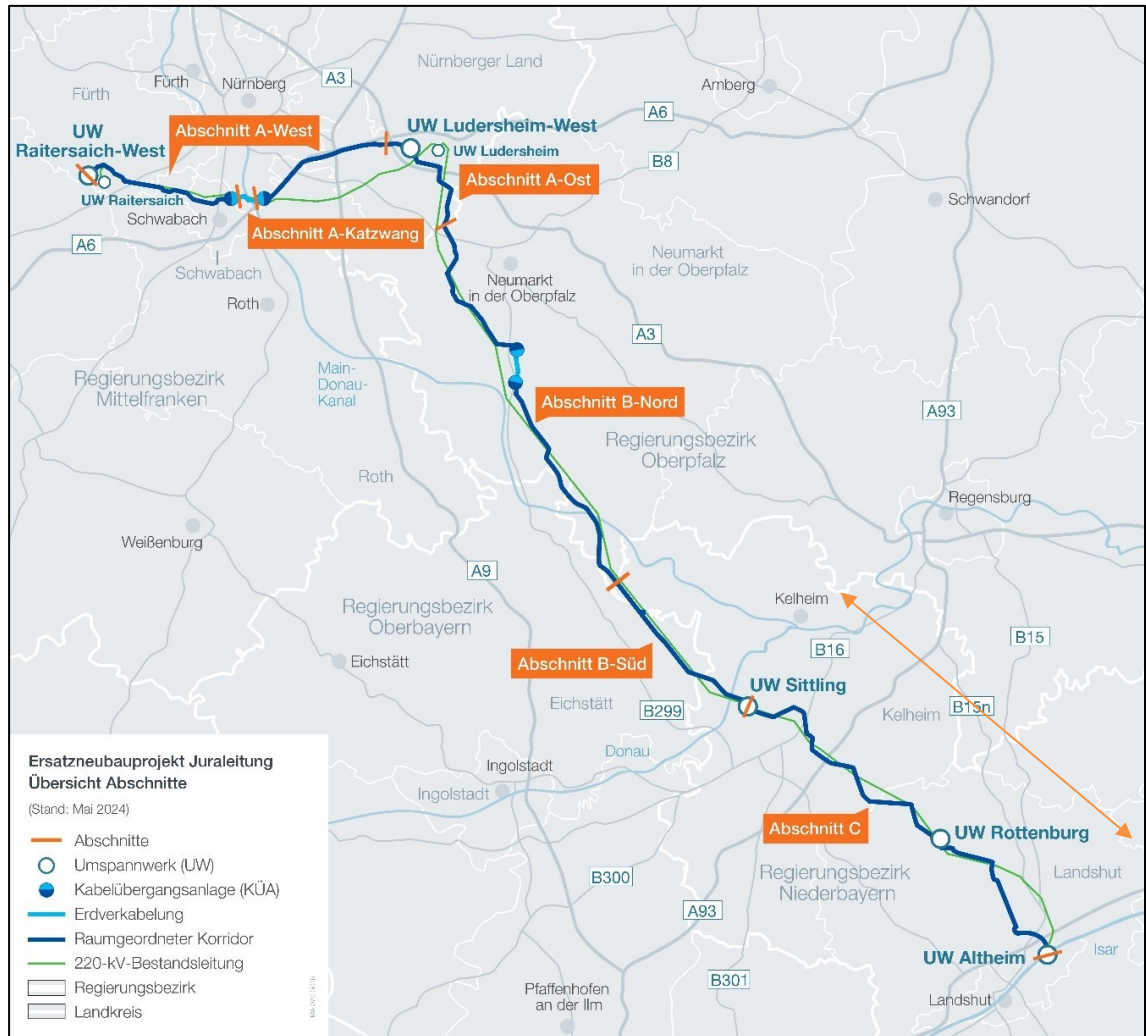 Nürnberger Land
Fürth
Nürnberg
A3
Amberg
Fürth
A6
Abschnitt A-West
UW Ludersheim-West
UW
Raitersaich-West
UW Ludersheim
B8
Abschnitt A-Ost
UW Raitersaich
Schwabach
Schwandorf
Abschnitt A-Katzwang
A6
Schwabach
Neumarkt
in der Oberpfalz
Neumarkt
in der Oberpfalz
Roth
A3
Main-
Donau-
Kanal
Regierungsbezirk
Mittelfranken
Abschnitt B-Nord
A93
Regierungsbezirk
Oberpfalz
Roth
Regensburg
Weißenburg
A9
Kelheim
Regierungsbezirk
Oberbayern
B15
B16
Abschnitt B-Süd
Eichstätt
UW Sittling
Eichstätt
B299
B15n
Kelheim
Donau
Ingolstadt
Ingolstadt
Abschnitt C
UW Rottenburg
Regierungsbezirk
Niederbayern
Landshut
B300
A93
Isar
UW Altheim
B301
Pfaffenhofen
an der Ilm
Landshut
Ersatzneubauprojekt Juraleitung
Übersicht Abschnitte
(Stand: Mai 2024)
Abschnitte
Umspannwerk (UW)
Kabelübergangsanlage (KÜA)
Erdverkabelung
Raumgeordneter Korridor
220-kV-Bestandsleitung
Regierungsbezirk
Landkreis